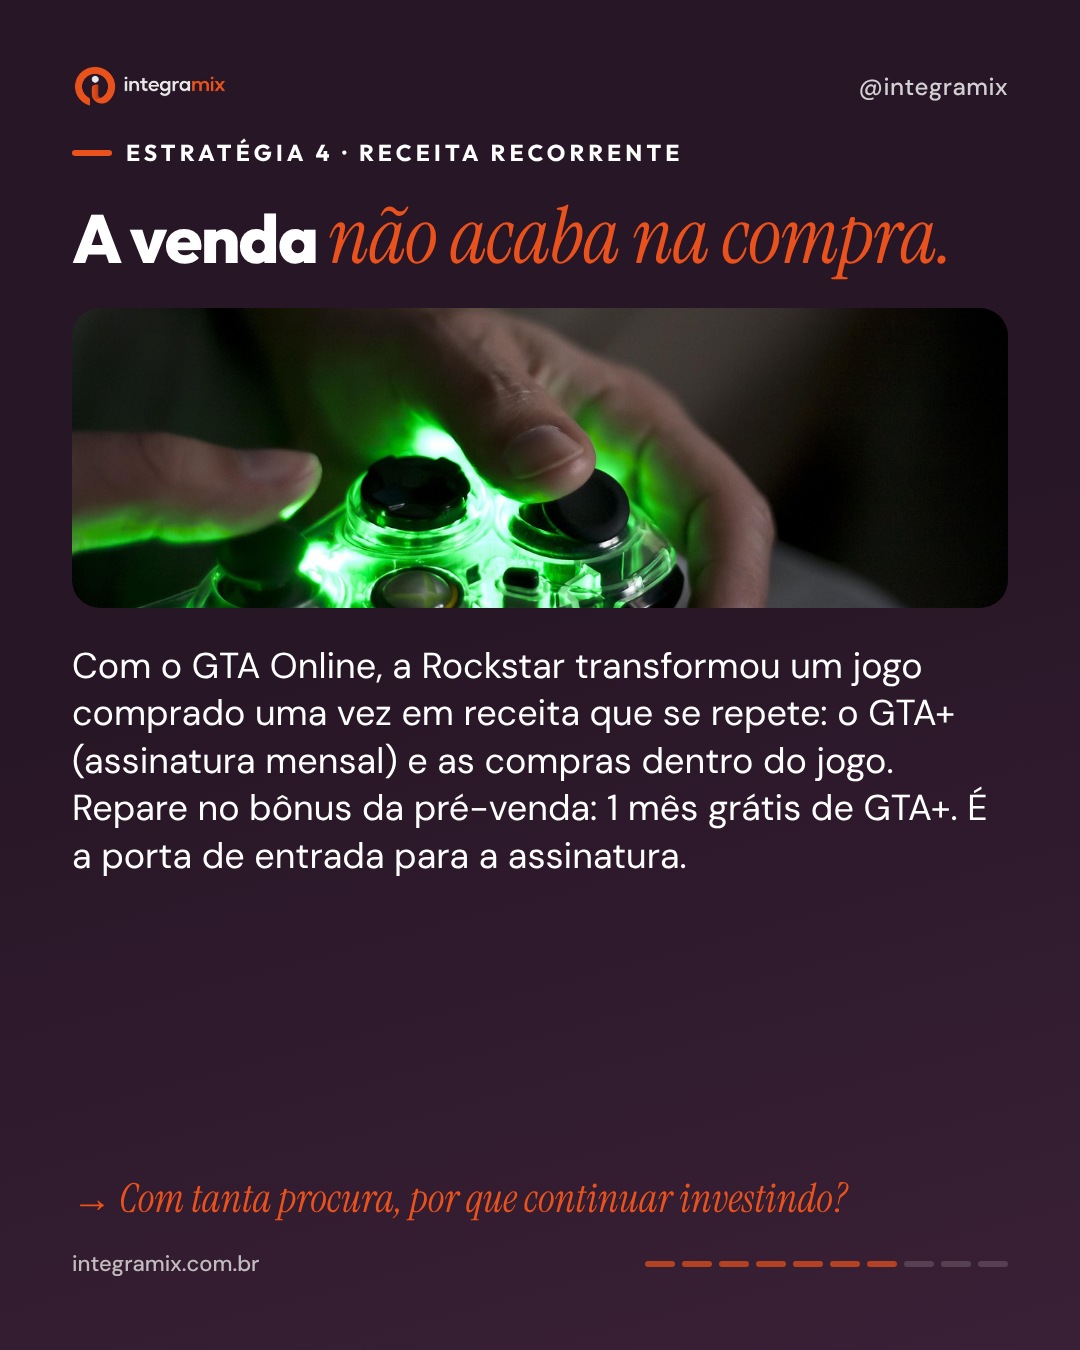 integramix
@integramix
ESTRATÉGIA 4 · RECEITA RECORRENTE
A venda não acaba na compra.
Com o GTA Online, a Rockstar transformou um jogo
comprado uma vez em receita que se repete: o GTA+
(assinatura mensal) e as compras dentro do jogo.
Repare no bônus da pré-venda: 1 mês grátis de GTA+. É
a porta de entrada para a assinatura.
→ Com tanta procura, por que continuar investindo?
integramix.com.br